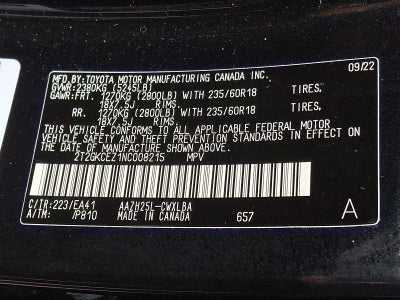 MFD.BY:TOYOTA MOTOR MANUFACTURING CANADA INC. 09/22
GVWR:2380KG (5245LB)
GAWR:FRT. 1270KG (2800LB) WITH 235/60R18 TIRES,
18X7.5J RIMS,
RR. 1270KG (2800LB) WITH 235/60R18 TIRES,
18X7.5J RIMS,
THIS VEHICLE CONFORMS TO ALL APPLICABLE FEDERAL MOTOR
VEHICLE SAFETY AND THEFT PREVENTION STANDARDS IN EFFECT ON
THE DATE OF MANUFACTURE SHOWN ABOVE.
2T2GKCEZ1NC008215 MPV
C/TR:223/EA41 AAZH25L-CWXLBA
A/TM: /P810 MADE IN CANADA 657 A